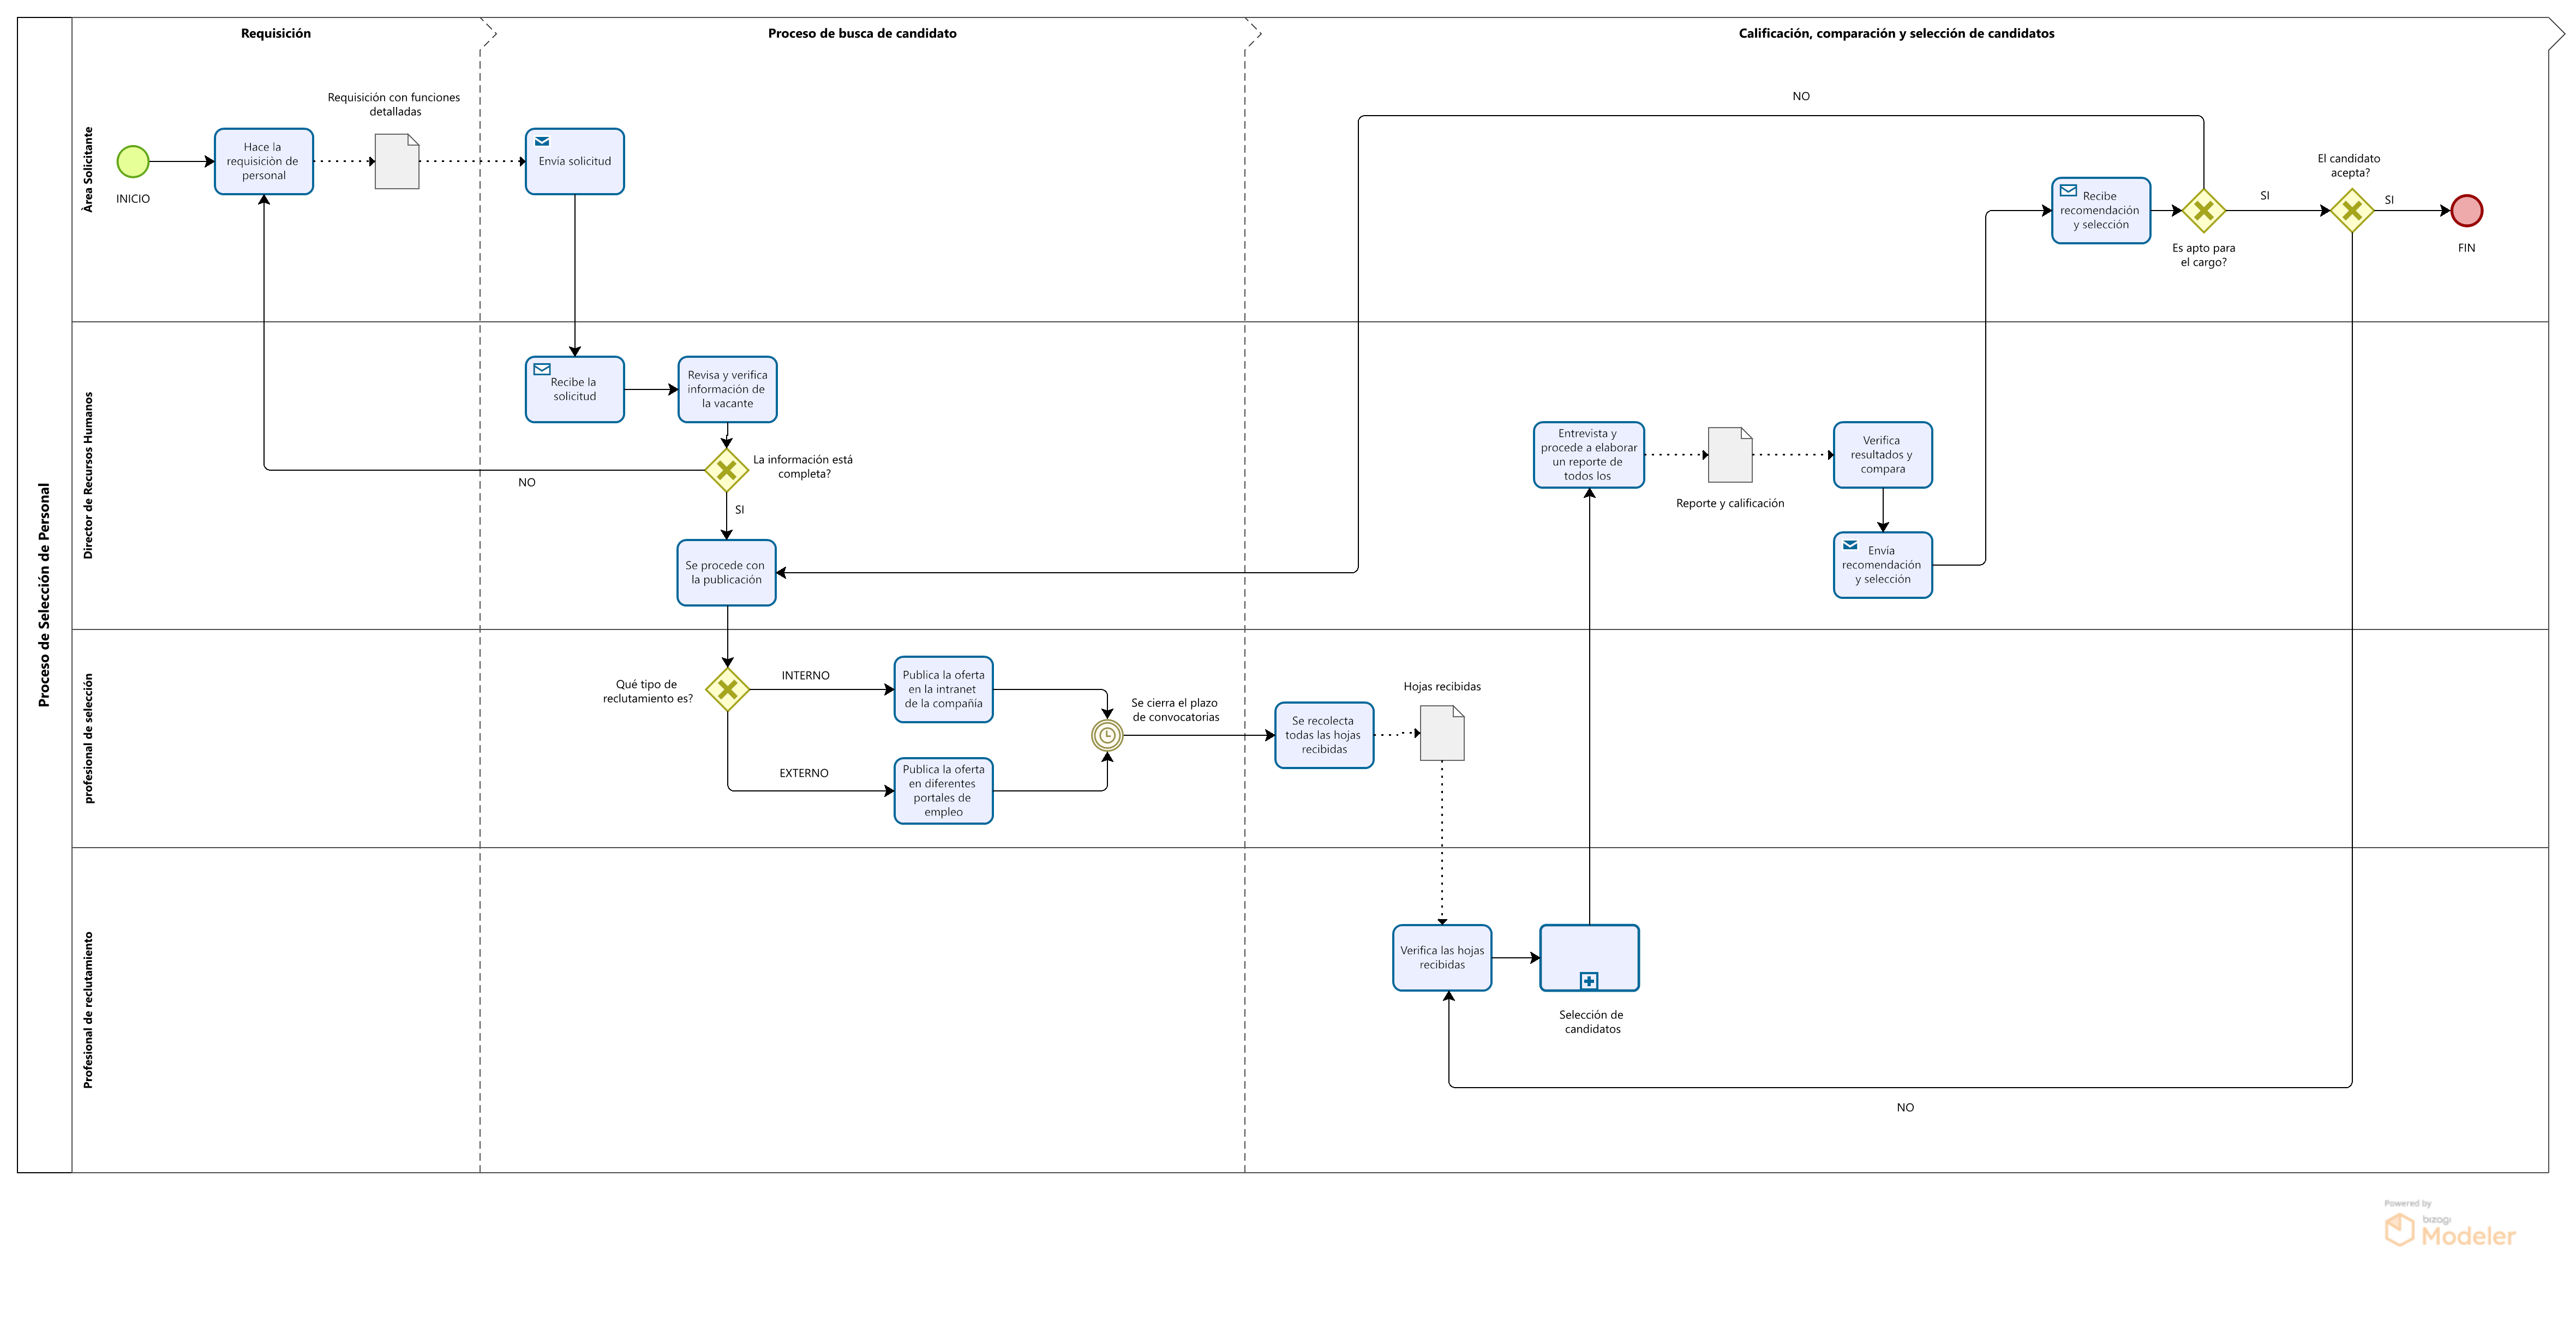 Proceso de Selección de Personal
Requisición
Proceso de busca de candidato
Calificación, comparación y selección de candidatos
Àrea Solicitante
INICIO
Hace la
requisiciòn de
personal
Requisición con funciones
detalladas
Envía solicitud
NO
Recibe
recomendación
y selección
Es apto para
el cargo?
SI
El candidato
acepta?
SI
FIN
Director de Recursos Humanos
Recibe la
solicitud
Revisa y verifica
información de
la vacante
La información está
completa?
NO
SI
Se procede con
la publicación
Entrevista y
procede a elaborar
un reporte de
todos los
Reporte y calificación
Verifica
resultados y
compara
Envía
recomendación
y selección
profesional de selección
Qué tipo de
reclutamiento es?
INTERNO
Publica la oferta
en la intranet
de la compañía
EXTERNO
Publica la oferta
en diferentes
portales de
empleo
Se cierra el plazo
de convocatorias
Se recolecta
todas las hojas
recibidas
Hojas recibidas
Profesional de reclutamiento
Verifica las hojas
recibidas
Selección de
candidatos
NO
Powered by
bizagi
Modeler